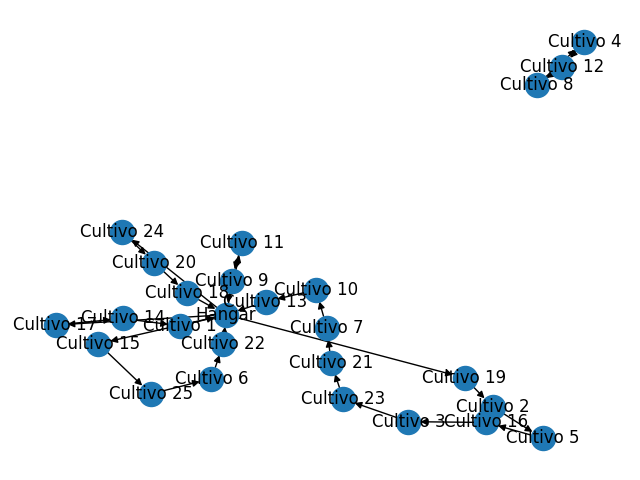 Cultivo 4
Cultivo 12
Cultivo 8
Cultivo 24
Cultivo 11
Cultivo 20
Cultivo 9
Cultivo 18
Cultivo 10
Cultivo 13
Hangar
Cultivo 14
Cultivo 17
Cultivo 1
Cultivo 7
Cultivo 15
Cultivo 22
Cultivo 21
Cultivo 6
Cultivo 19
Cultivo 25
Cultivo 23
Cultivo 2
Cultivo 3
Cultivo 16
Cultivo 5